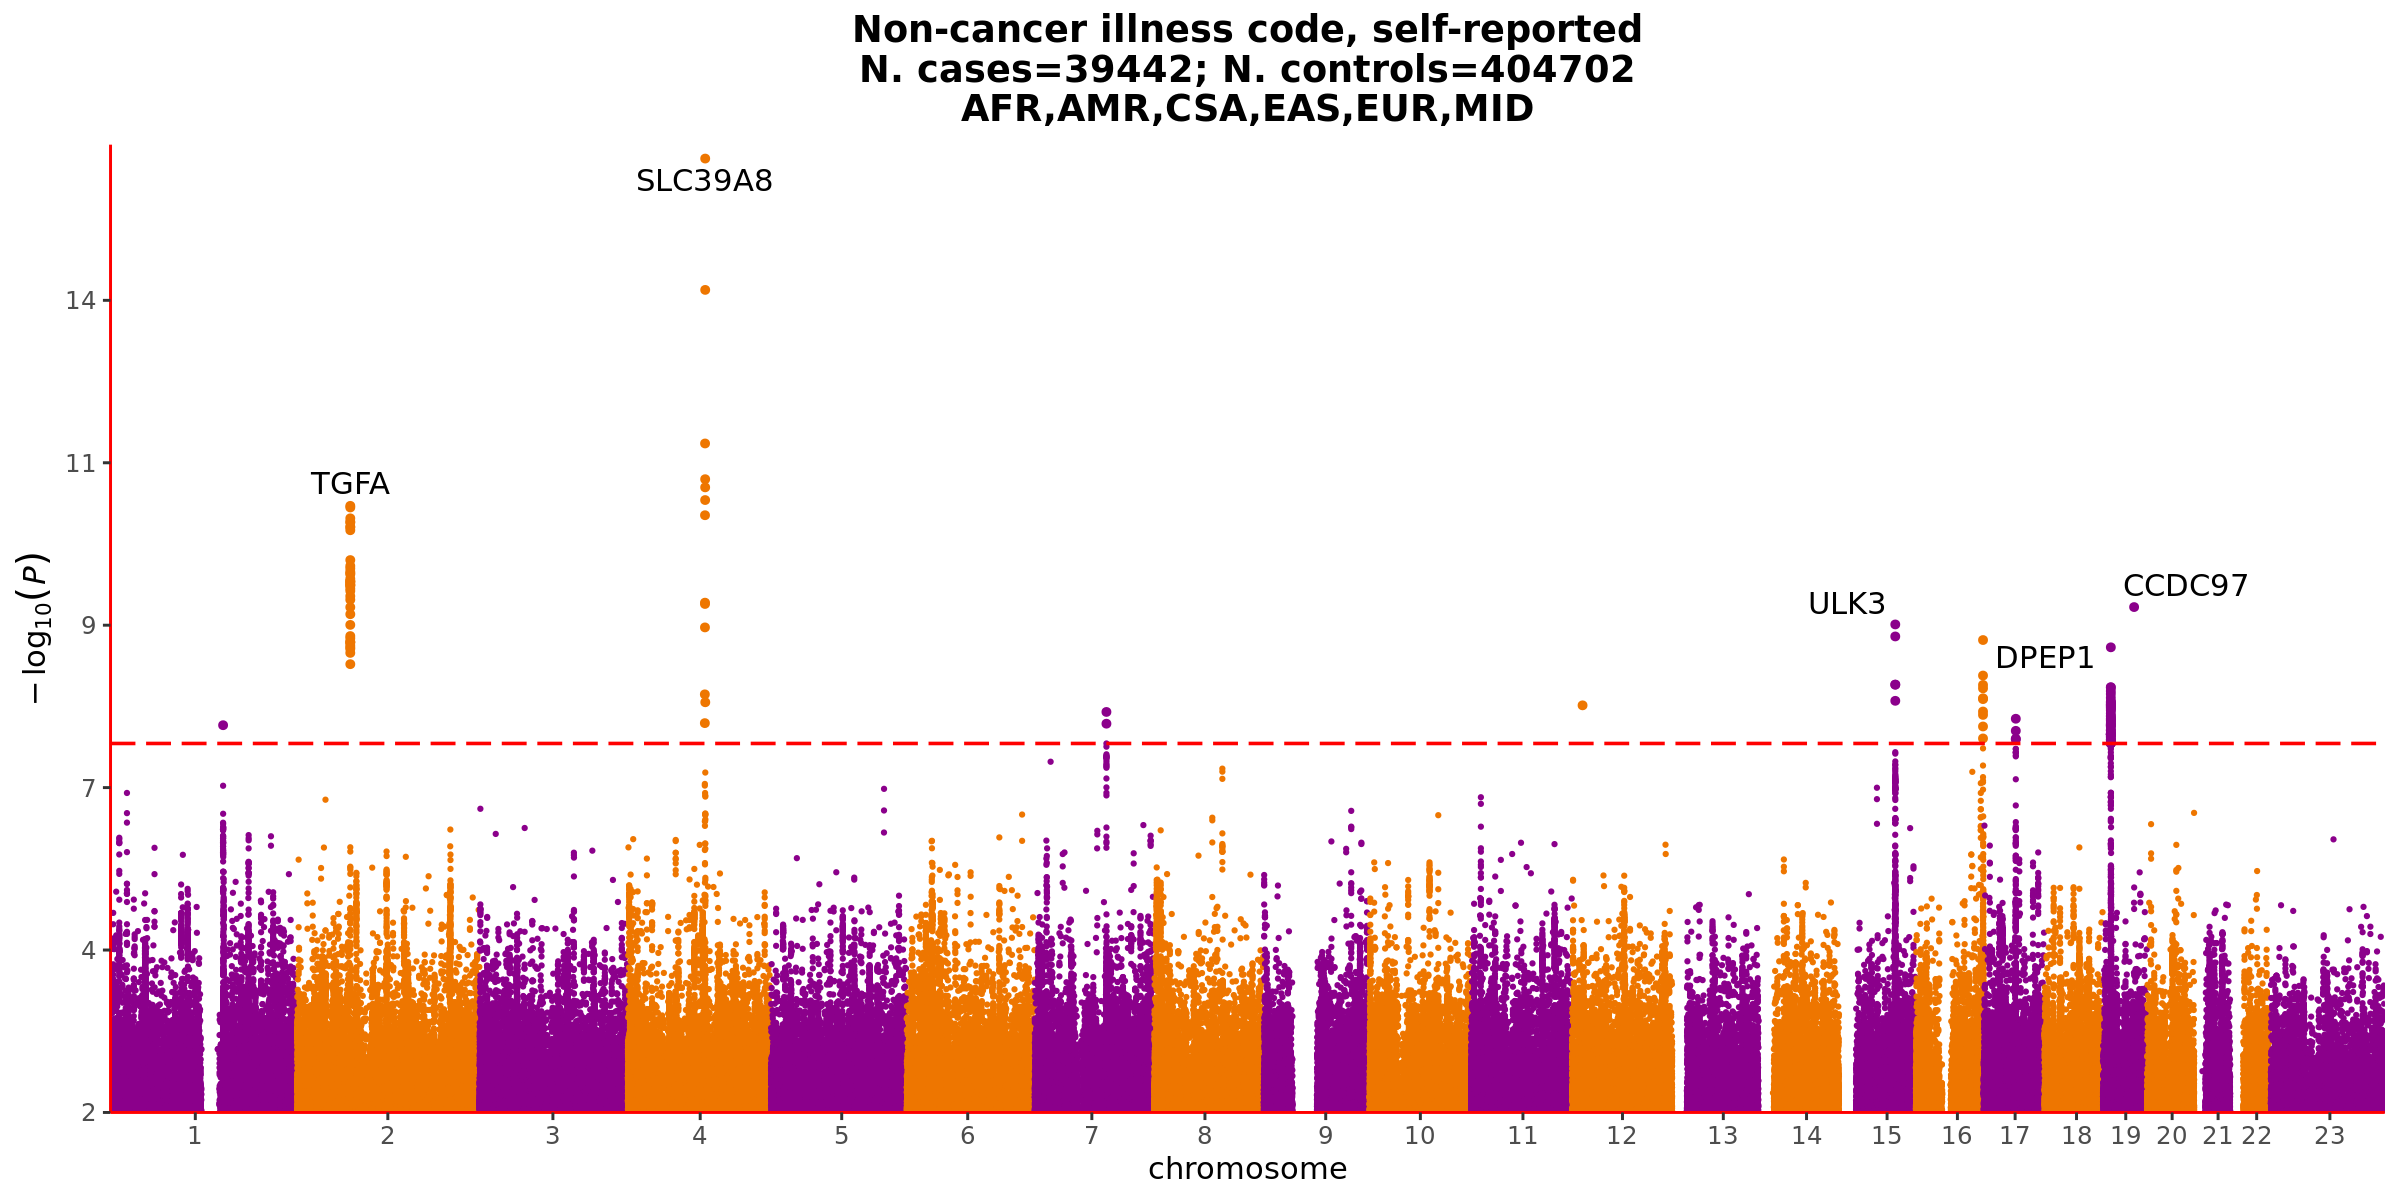 Non-cancer illness code, self-reported
N. cases=39442; N. controls=404702
AFR,AMR,CSA,EAS,EUR,MID
SLC39A8
14
11
TGFA
CCDC97
ULK3
9
DPEP1
−log10(P)
7
4
2
1 2 3 4 5 6 7 8 9 10 11 12 13 14 15 16 17 18 19 20 21 22 23
chromosome